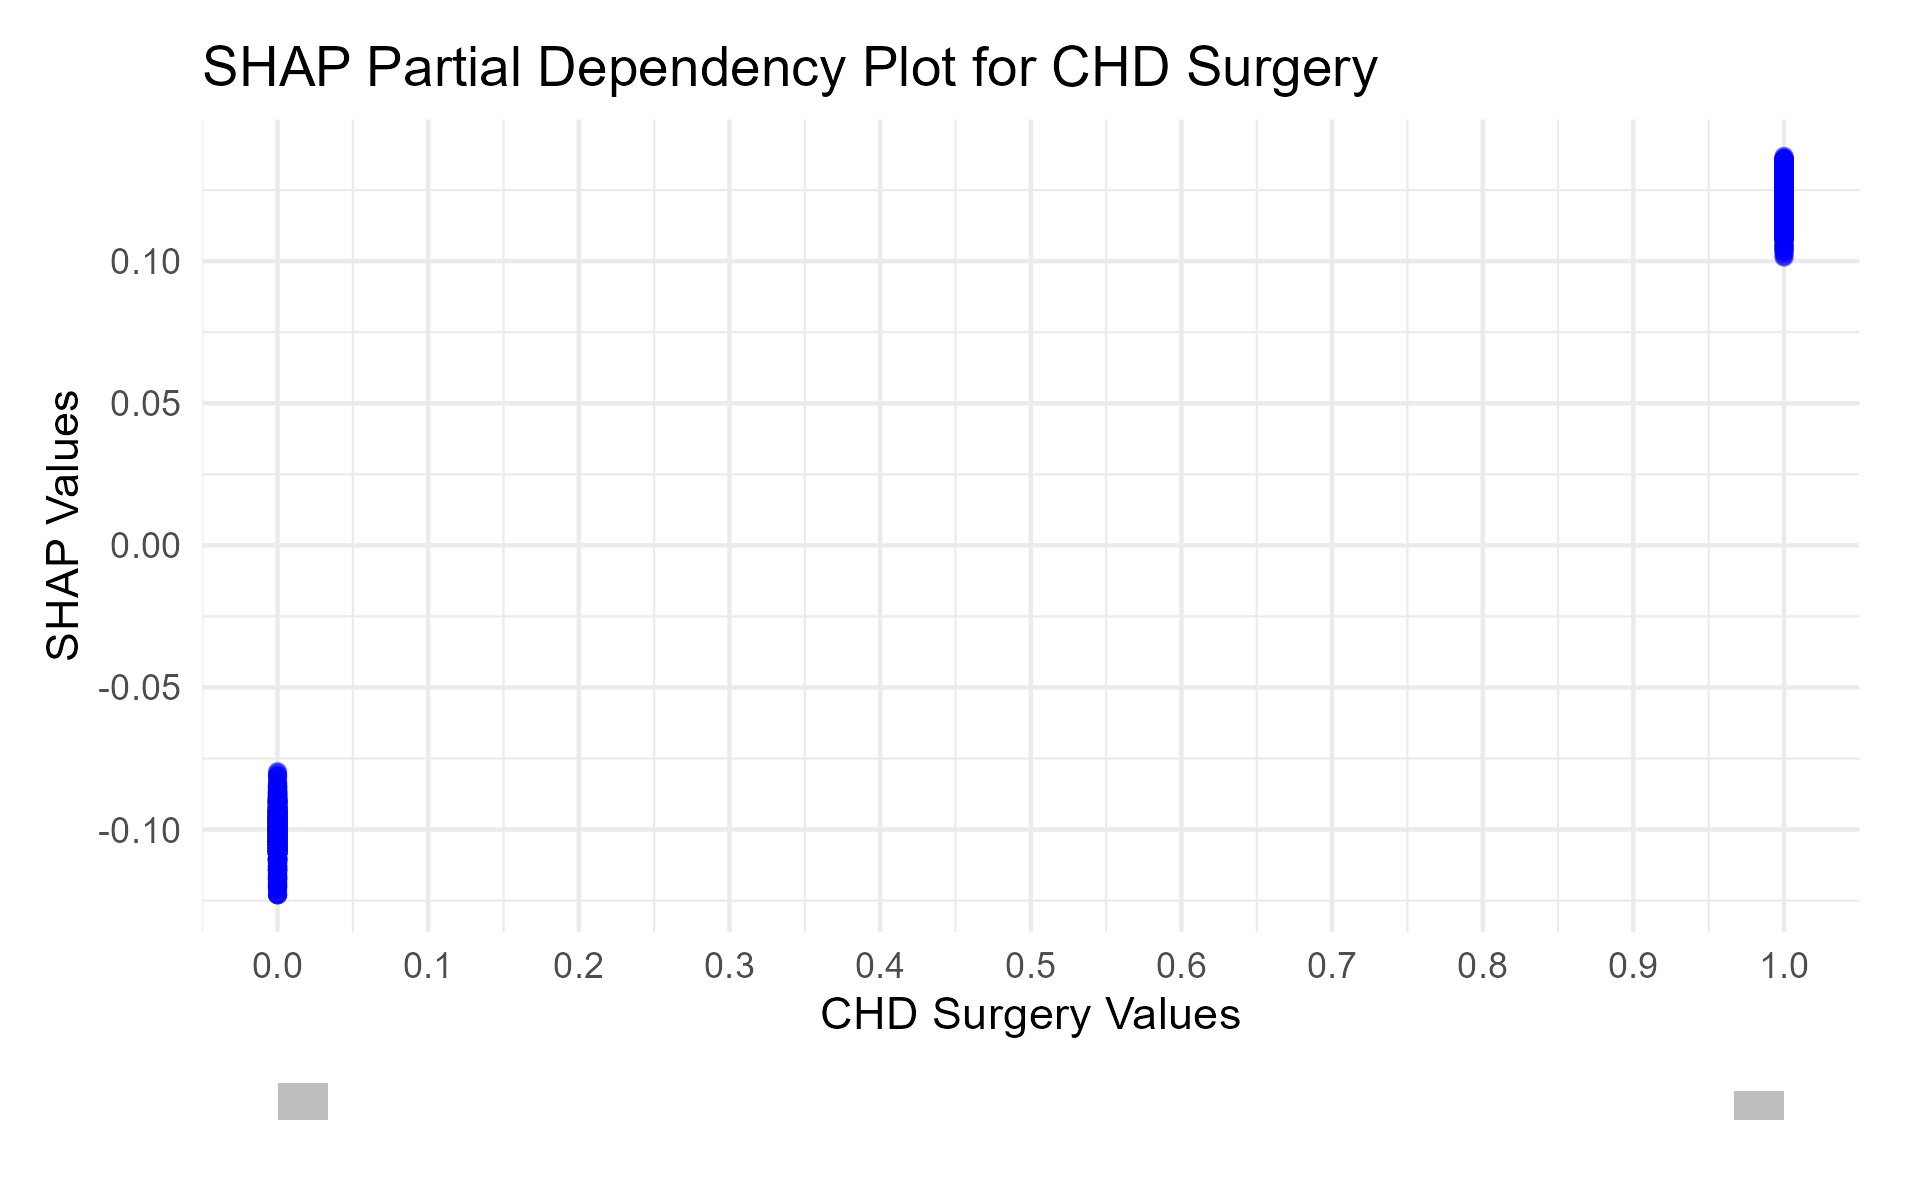 SHAP Partial Dependency Plot for CHD Surgery
SHAP Values
0.10
0.05
0.00
-0.05
-0.10
0.0 0.1 0.2 0.3 0.4 0.5 0.6 0.7 0.8 0.9 1.0
CHD Surgery Values